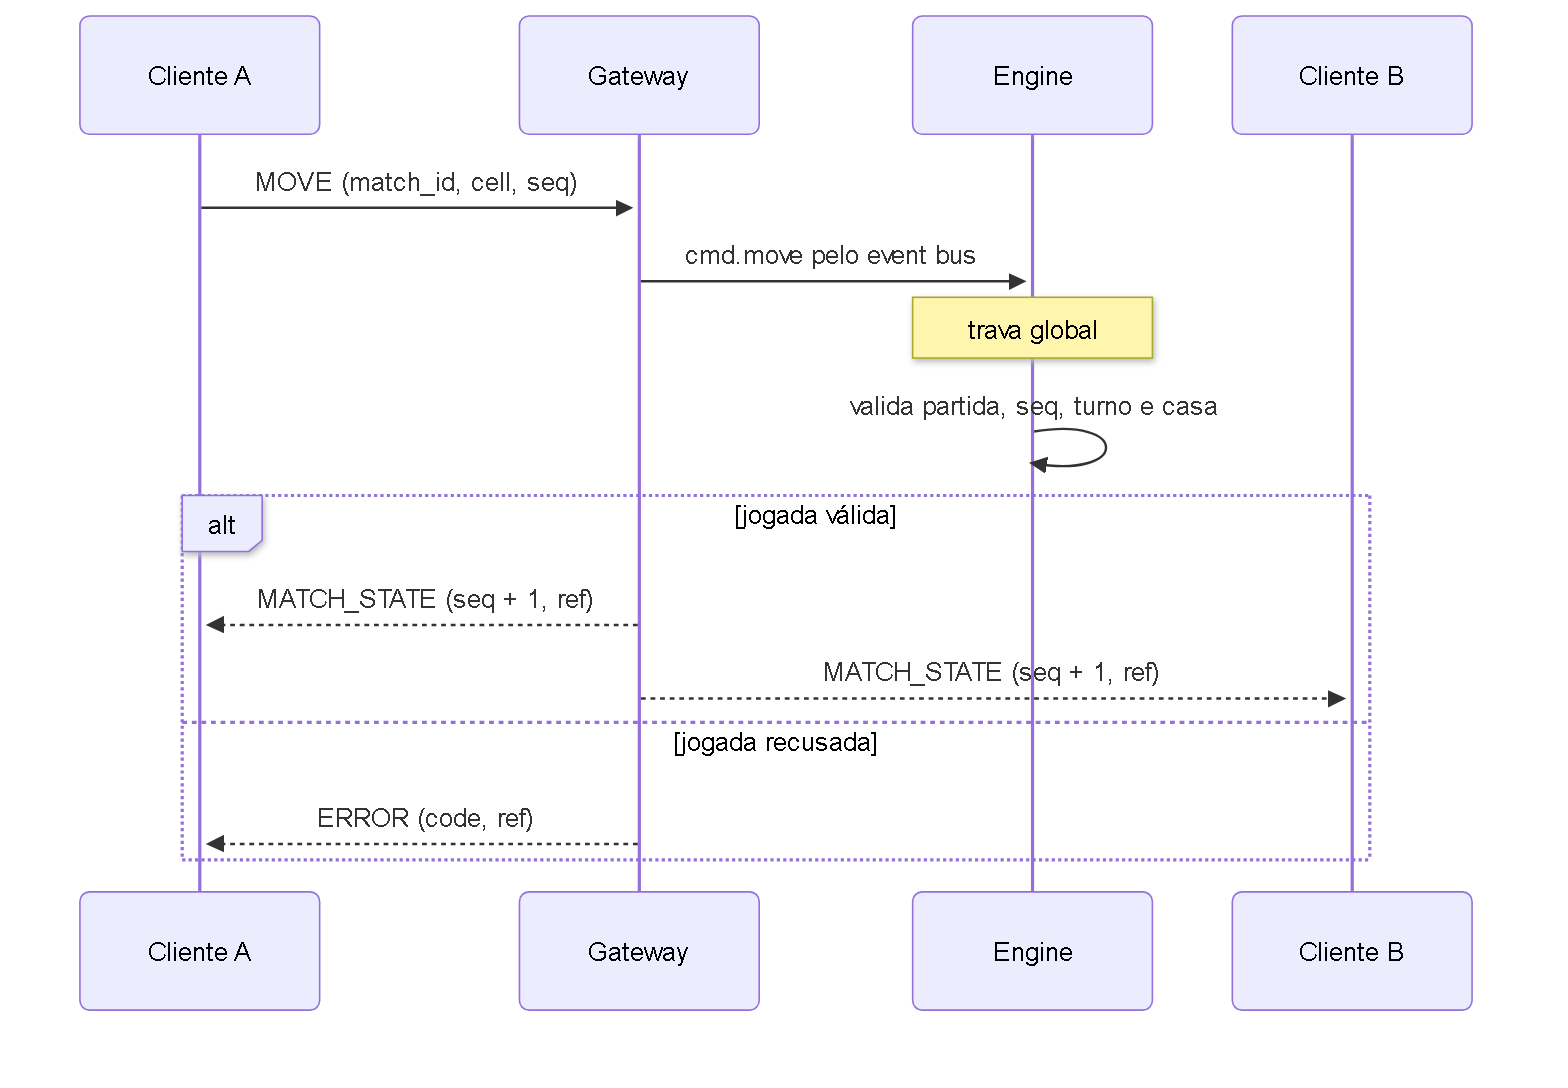 Cliente A
Gateway
Engine
Cliente B
MOVE (match_id, cell, seq)
cmd.move pelo event bus
trava global
valida partida, seq, turno e casa
alt
[jogada válida]
MATCH_STATE (seq + 1, ref)
MATCH_STATE (seq + 1, ref)
[jogada recusada]
ERROR (code, ref)
Cliente A
Gateway
Engine
Cliente B